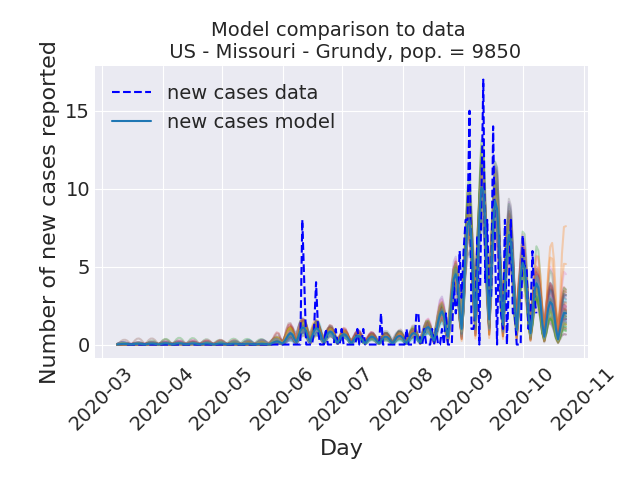 Model comparison to data
US - Missouri - Grundy, pop. = 9850
Number of new cases reported
new cases data
new cases model
15
10
5
0
2020-03
2020-04
2020-05
2020-06
2020-07
2020-08
2020-09
2020-10
2020-11
Day